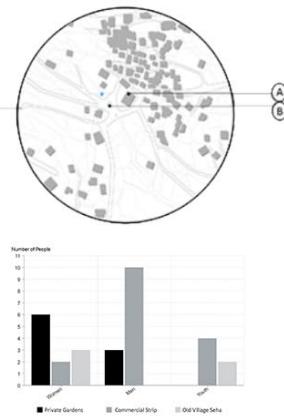 A
B
Number of People
11
10
9
8
7
6
5
4
3
2
1
0
Women
Men
Youth
Private Gardens
Commercial Strip
Old Village Saha